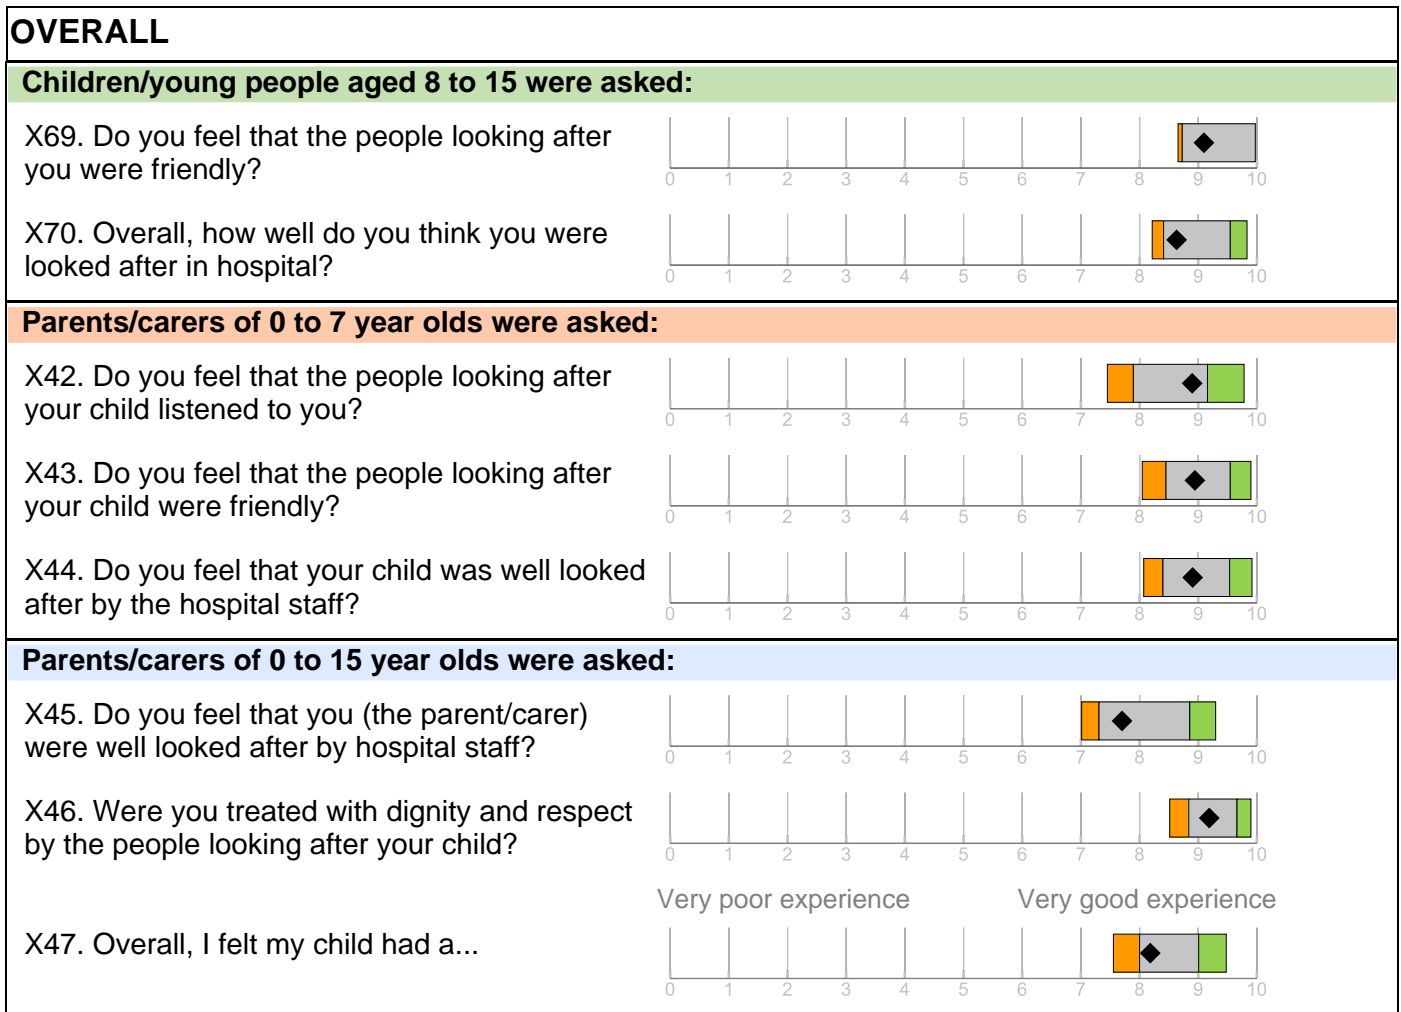 OVERALL
Children/young people aged 8 to 15 were asked:
X69. Do you feel that the people looking after
you were friendly?
0 1 2 3 4 5 6 7 8 9 10
X70. Overall, how well do you think you were
looked after in hospital?
0 1 2 3 4 5 6 7 8 9 10
Parents/carers of 0 to 7 year olds were asked:
X42. Do you feel that the people looking after
your child listened to you?
0 1 2 3 4 5 6 7 8 9 10
X43. Do you feel that the people looking after
your child were friendly?
0 1 2 3 4 5 6 7 8 9 10
X44. Do you feel that your child was well looked
after by the hospital staff?
0 1 2 3 4 5 6 7 8 9 10
Parents/carers of 0 to 15 year olds were asked:
X45. Do you feel that you (the parent/carer)
were well looked after by hospital staff?
0 1 2 3 4 5 6 7 8 9 10
X46. Were you treated with dignity and respect
by the people looking after your child?
0 1 2 3 4 5 6 7 8 9 10
Very poor experience Very good experience
X47. Overall, I felt my child had a...
0 1 2 3 4 5 6 7 8 9 10